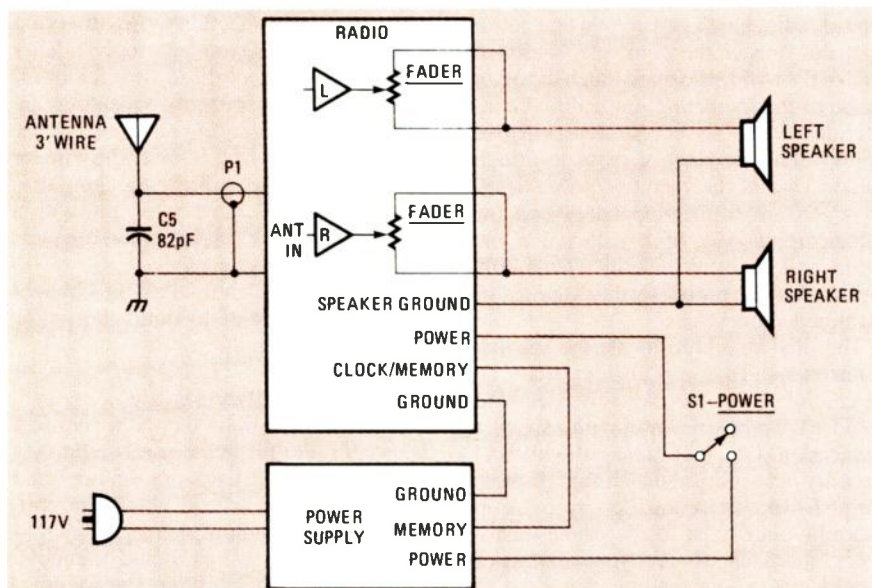 RADIO
L
FADER
ANTENNA
3' WIRE
P1
LEFT
SPEAKER
C5
82pF
ANT
IN
R
FADER
RIGHT
SPEAKER
SPEAKER GROUND
POWER
CLOCK/MEMORY
GROUND
S1–POWER
117V
POWER
SUPPLY
GROUNO
MEMORY
POWER